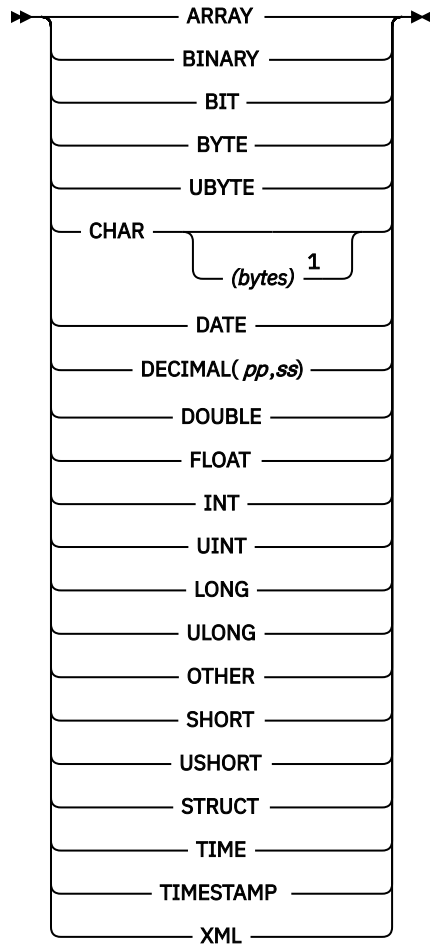 ARRAY
BINARY
BIT
BYTE
UBYTE
CHAR
(bytes) 1
DATE
DECIMAL(pp,ss)
DOUBLE
FLOAT
INT
UINT
LONG
ULONG
OTHER
SHORT
USHORT
STRUCT
TIME
TIMESTAMP
XML